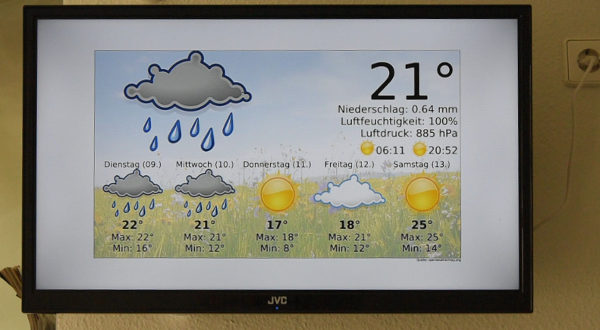 21°
Niederschlag: 0.64 mm
Luftfeuchtigkeit: 100%
Luftdruck: 885 hPa
06:11 20:52
Dienstag (09.) Mittwoch (10.) Donnerstag (11.) Freitag (12.) Samstag (13.)
22° 21° 17° 18° 25°
Max: 22° Max: 21° Max: 18° Max: 21° Max: 25°
Min: 16° Min: 12° Min: 8° Min: 12° Min: 14°
JVC